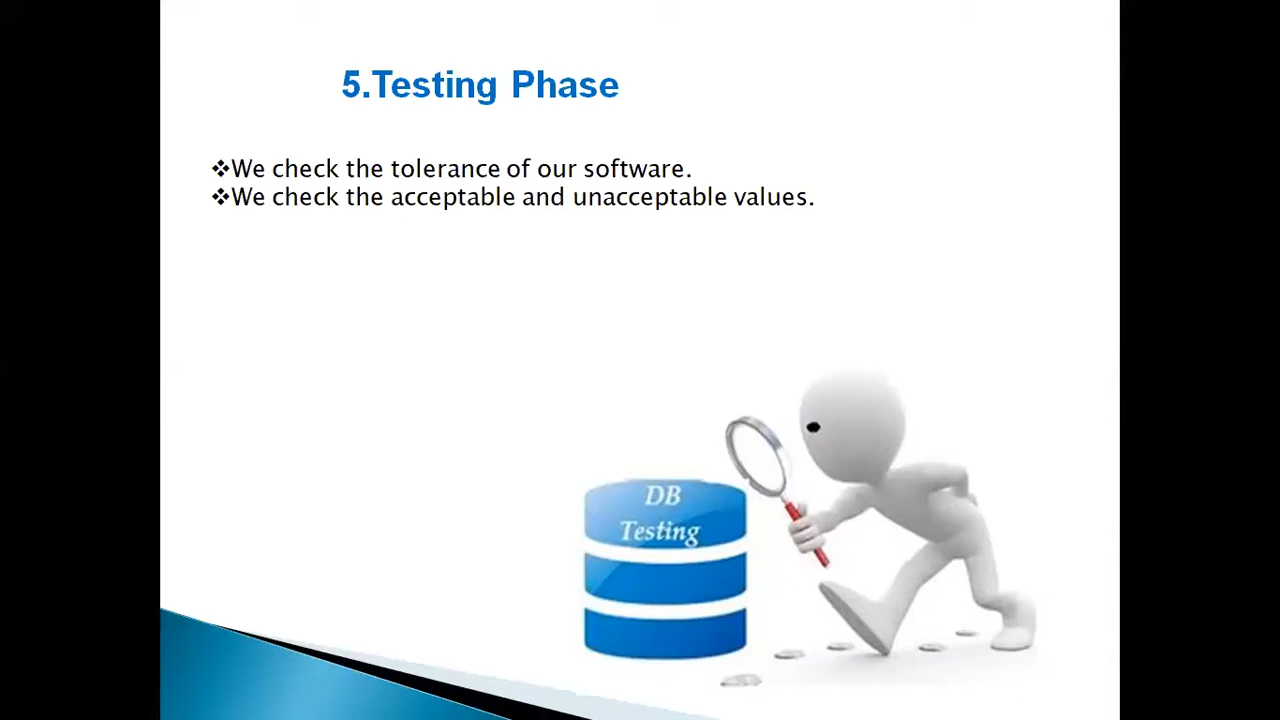 5.Testing Phase
❖We check the tolerance of our software.
❖We check the acceptable and unacceptable values.
DB
Testing